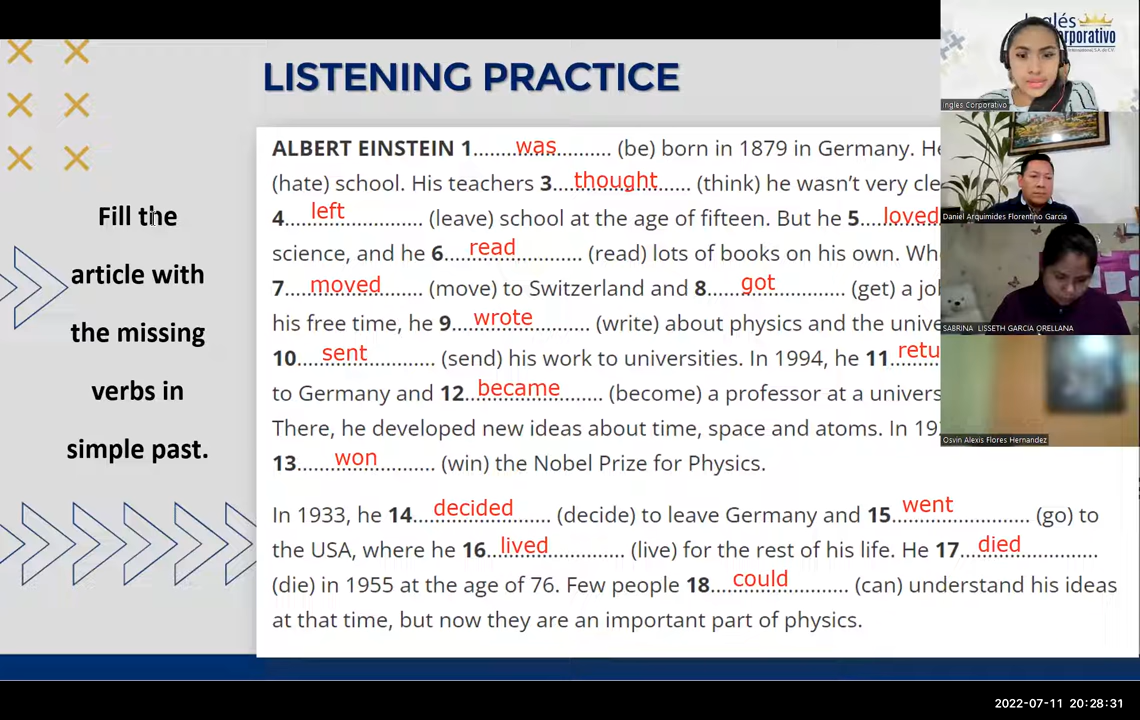 Inglés
Corporativo
LISTENING PRACTICE
Inglés Corporativo
ALBERT EINSTEIN 1.....was..... (be) born in 1879 in Germany. He
(hate) school. His teachers 3.....thought..... (think) he wasn't very cle
Daniel Arquimides Florentino Garcia
Fill the
article with
the missing
verbs in
simple past.
4.....left..... (leave) school at the age of fifteen. But he 5.....loved
science, and he 6.....read..... (read) lots of books on his own. Wh
7.....moved..... (move) to Switzerland and 8.....got..... (get) a jo
his free time, he 9.....wrote..... (write) about physics and the unive
SABRINA LISSETH GARCIA ORELLANA
10.....sent..... (send) his work to universities. In 1994, he 11.....retu
to Germany and 12.....became..... (become) a professor at a univers
There, he developed new ideas about time, space and atoms. In 19
Osvin Alexis Flores Hernandez
13.....won..... (win) the Nobel Prize for Physics.
In 1933, he 14.....decided..... (decide) to leave Germany and 15.....went..... (go) to
the USA, where he 16.....lived..... (live) for the rest of his life. He 17.....died.....
(die) in 1955 at the age of 76. Few people 18.....could..... (can) understand his ideas
at that time, but now they are an important part of physics.
2022-07-11 20:28:31